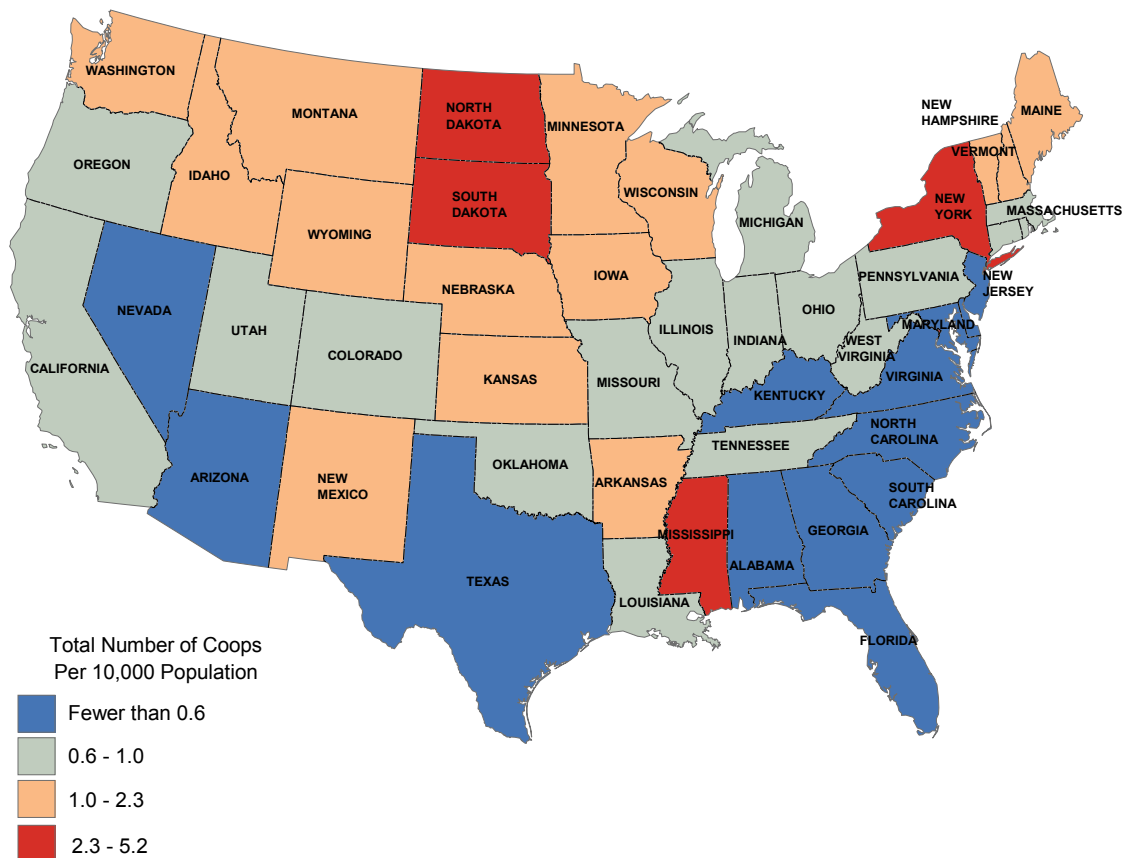 WASHINGTON
MONTANA
NORTH
DAKOTA
MINNESOTA
NEW
HAMPSHIRE
MAINE
OREGON
IDAHO
VERMONT
WISCONSIN
SOUTH
DAKOTA
NEW
YORK
MASSACHUSETTS
MICHIGAN
WYOMING
IOWA
PENNSYLVANIA
NEW
JERSEY
NEBRASKA
NEVADA
UTAH
OHIO
MARYLAND
ILLINOIS
INDIANA
WEST
VIRGINIA
COLORADO
CALIFORNIA
KANSAS
MISSOURI
VIRGINIA
KENTUCKY
NORTH
CAROLINA
TENNESSEE
OKLAHOMA
ARIZONA
NEW
MEXICO
ARKANSAS
SOUTH
CAROLINA
MISSISSIPPI
GEORGIA
ALABAMA
TEXAS
LOUISIANA
FLORIDA
Total Number of Coops
Per 10,000 Population
Fewer than 0.6
0.6 - 1.0
1.0 - 2.3
2.3 - 5.2